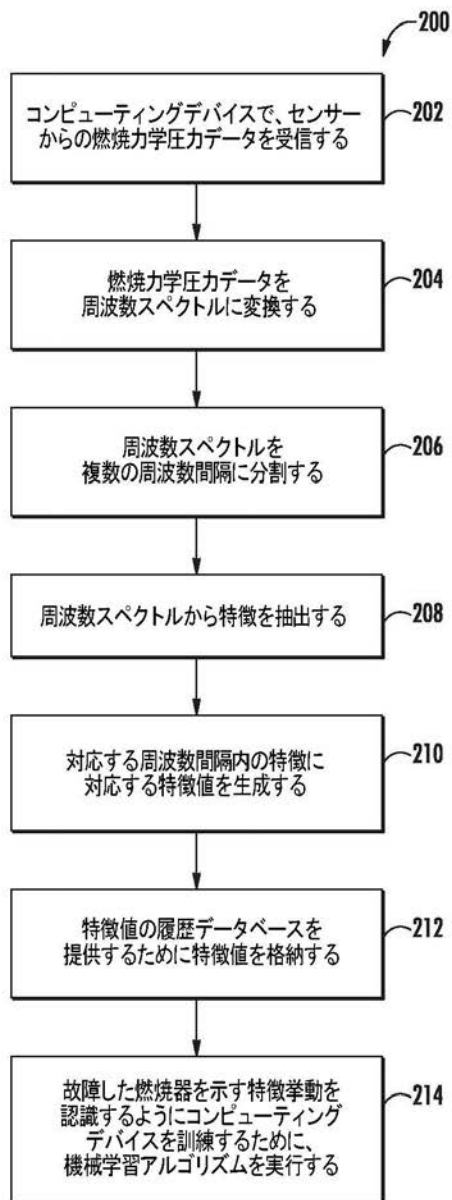 200
コンピューティングデバイスで、センサー
からの燃焼力学圧力データを受信する
202
燃焼力学圧力データを
周波数スペクトルに変換する
204
周波数スペクトルを
複数の周波数間隔に分割する
206
周波数スペクトルから特徴を抽出する
208
対応する周波数間隔内の特徴に
対応する特徴値を生成する
210
特徴値の履歴データベースを
提供するために特徴値を格納する
212
故障した燃焼器を示す特徴挙動を
認識するようにコンピューティング
デバイスを訓練するために、
機械学習アルゴリズムを実行する
214